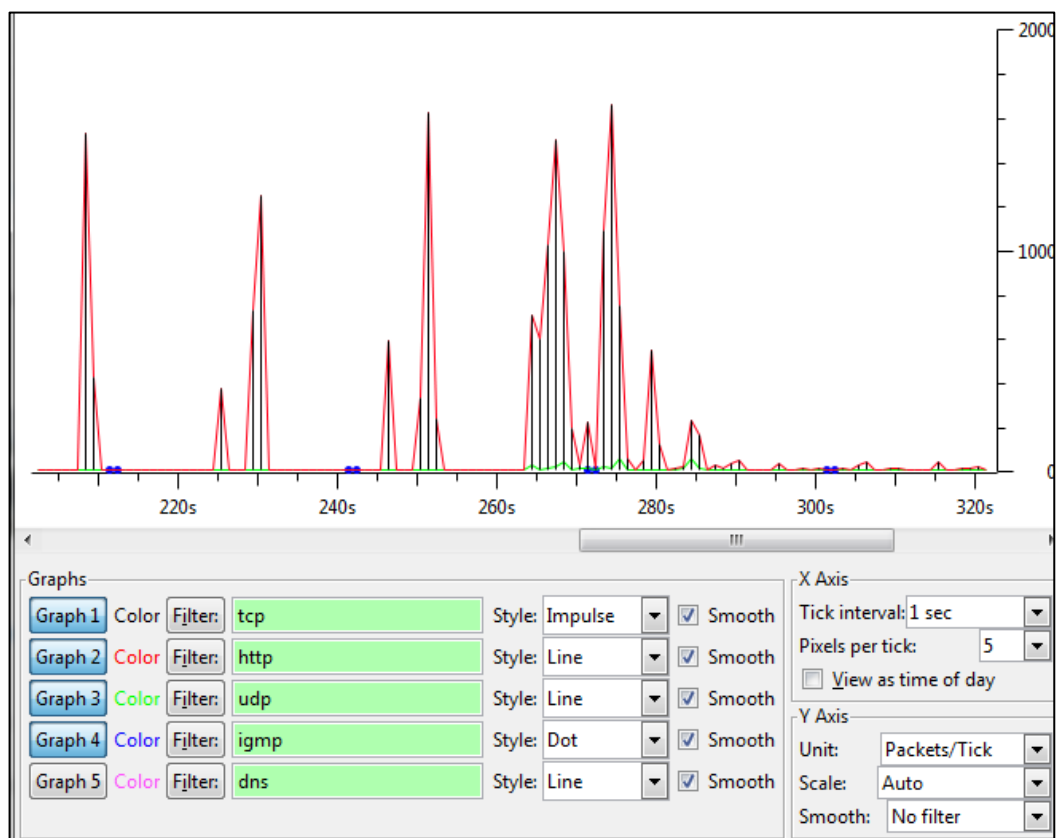 2000
1000
0
220s 240s 260s 280s 300s 320s
Graphs
Graph 1 Color Filter: tcp Style: Impulse Smooth
Graph 2 Color Filter: http Style: Line Smooth
Graph 3 Color Filter: udp Style: Line Smooth
Graph 4 Color Filter: igmp Style: Dot Smooth
Graph 5 Color Filter: dns Style: Line Smooth
X Axis
Tick interval: 1 sec
Pixels per tick: 5
View as time of day
Y Axis
Unit: Packets/Tick
Scale: Auto
Smooth: No filter